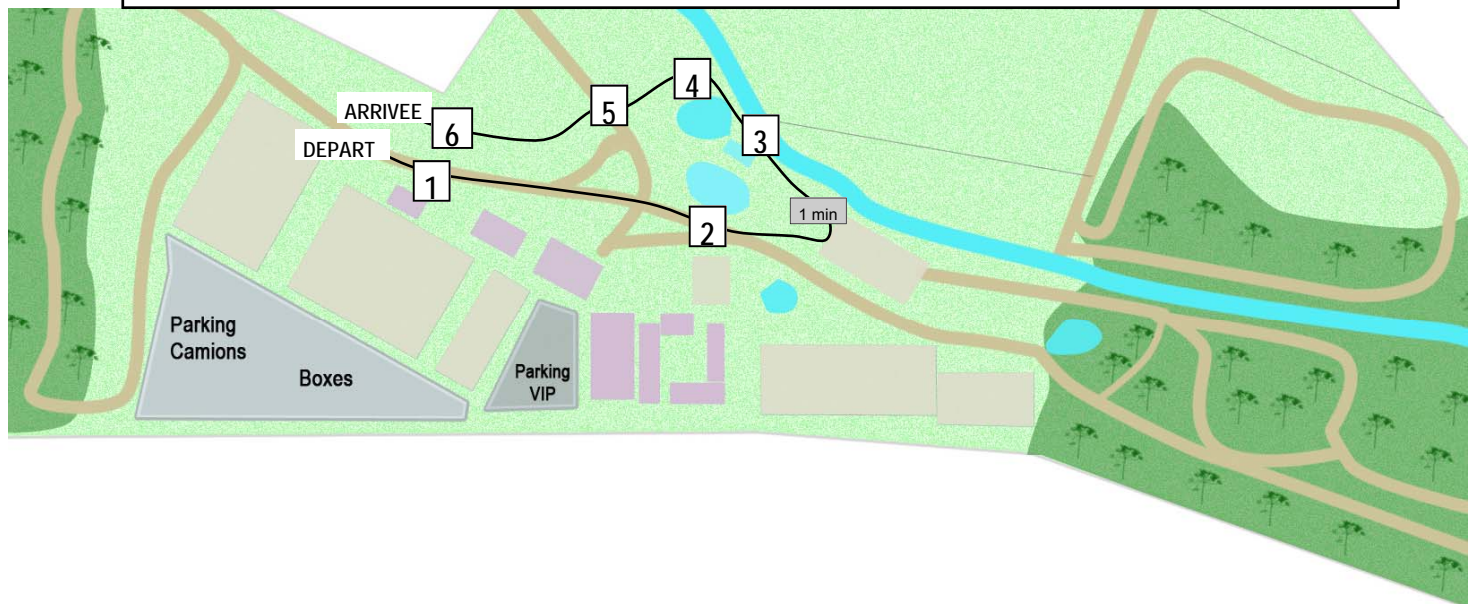 4
ARRIVEE
5
6
3
DEPART
1
1 min
2
Parking
Camions
Boxes
Parking
VIP